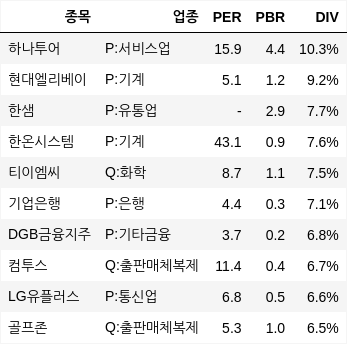 종목 업종 PER PBR DIV
하나투어 P:서비스업 15.9 4.4 10.3%
현대엘리베이 P:기계 5.1 1.2 9.2%
한샘 P:유통업 - 2.9 7.7%
한온시스템 P:기계 43.1 0.9 7.6%
티이엠씨 Q:화학 8.7 1.1 7.5%
기업은행 P:은행 4.4 0.3 7.1%
DGB금융지주 P:기타금융 3.7 0.2 6.8%
컴투스 Q:출판매체복제 11.4 0.4 6.7%
LG유플러스 P:통신업 6.8 0.5 6.6%
골프존 Q:출판매체복제 5.3 1.0 6.5%